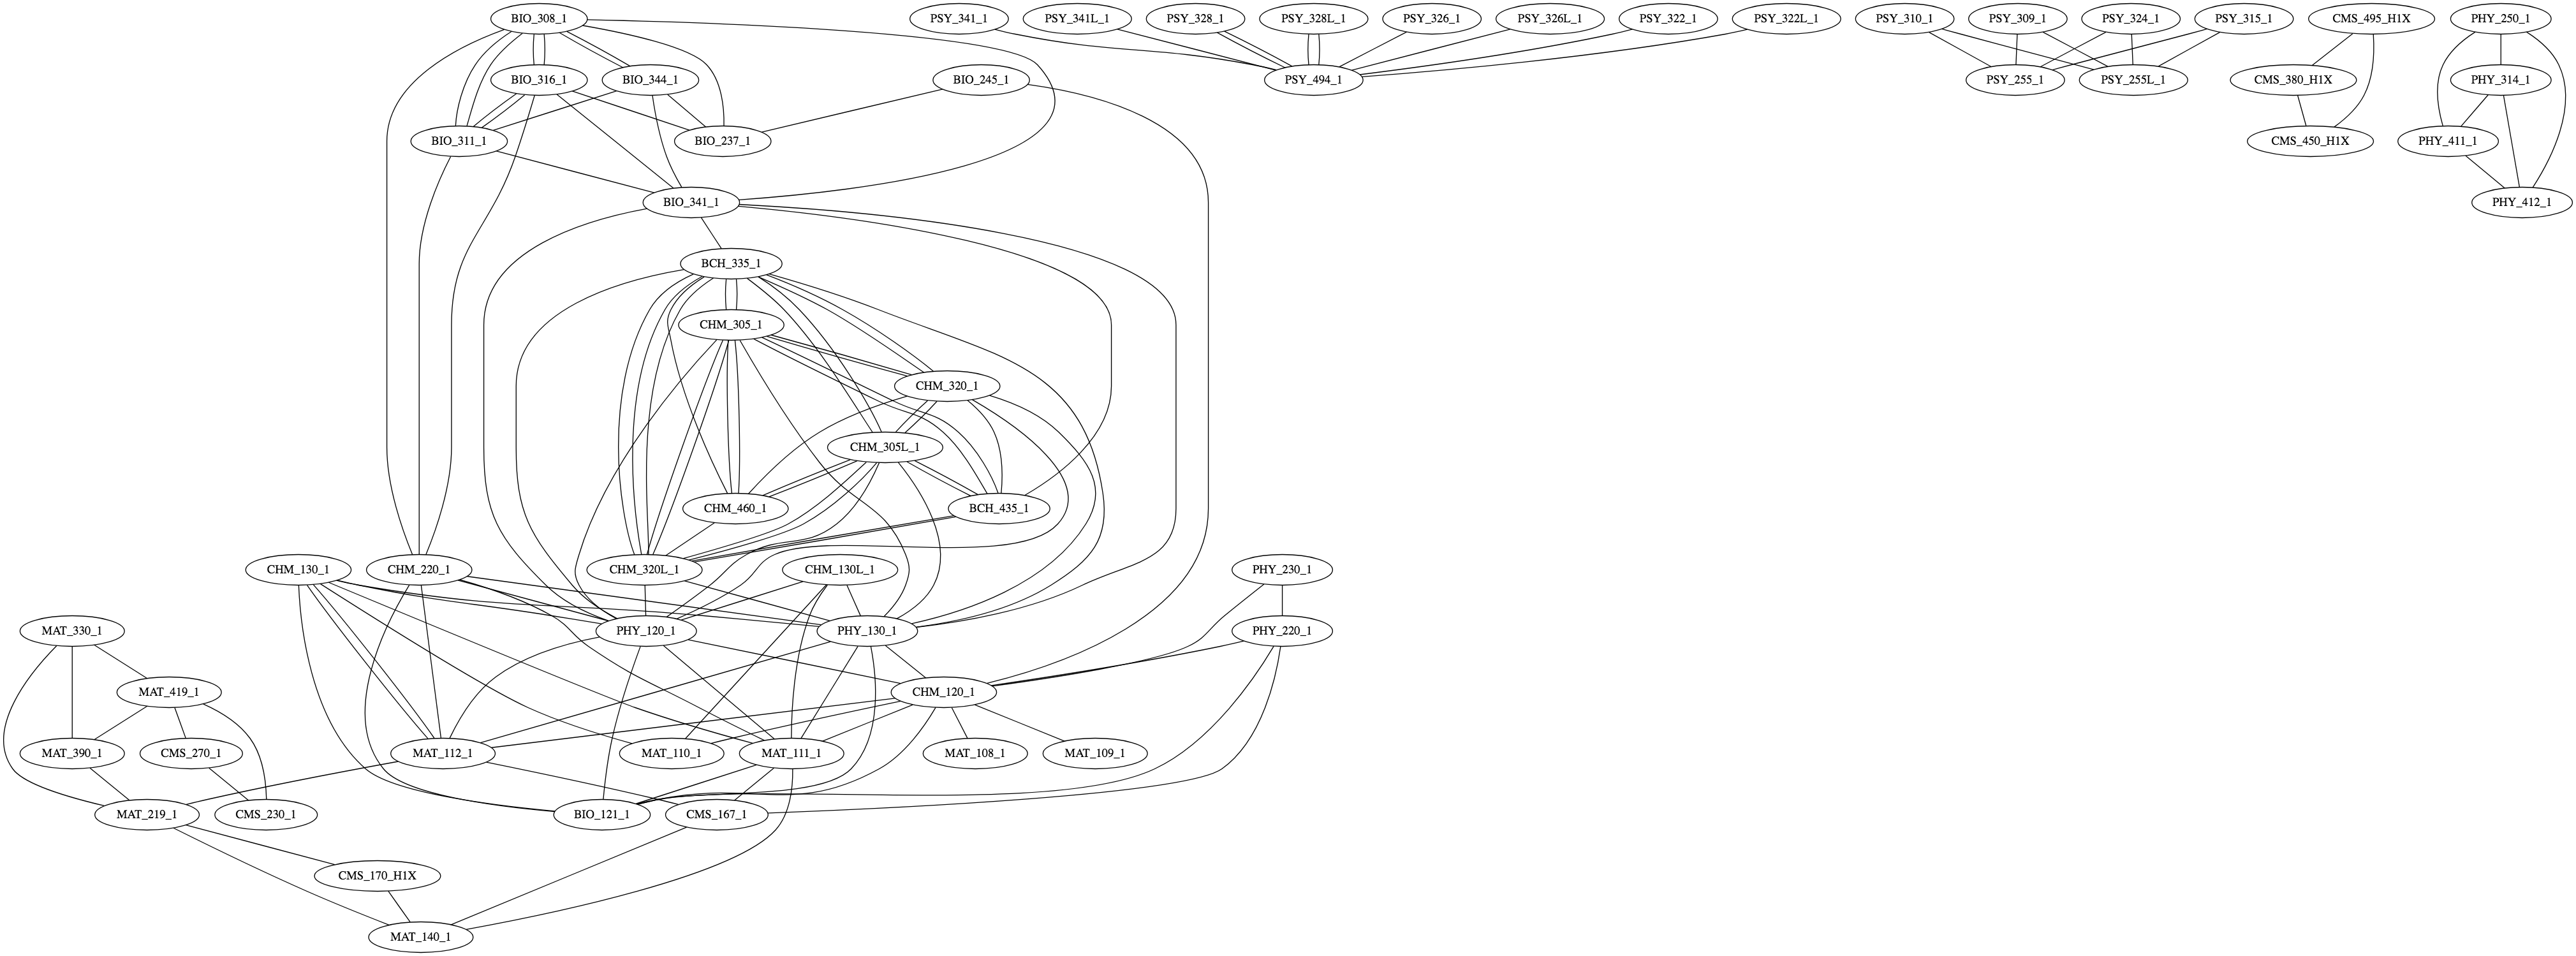 BIO_308_1 PSY_341_1 PSY_341L_1 PSY_328_1 PSY_328L_1 PSY_326_1 PSY_326L_1 PSY_322_1 PSY_322L_1 PSY_310_1 PSY_309_1 PSY_324_1 PSY_315_1 CMS_495_H1X PHY_250_1
BIO_316_1 BIO_344_1 BIO_245_1 PSY_494_1 PSY_255_1 PSY_255L_1 CMS_380_H1X PHY_314_1
BIO_311_1 BIO_237_1 CMS_450_H1X PHY_411_1
BIO_341_1 PHY_412_1
BCH_335_1
CHM_305_1
CHM_320_1
CHM_305L_1
CHM_460_1 BCH_435_1
CHM_130_1 CHM_220_1 CHM_320L_1 CHM_130L_1 PHY_230_1
MAT_330_1 PHY_120_1 PHY_130_1 PHY_220_1
MAT_419_1 CHM_120_1
MAT_390_1 CMS_270_1 MAT_112_1 MAT_110_1 MAT_111_1 MAT_108_1 MAT_109_1
MAT_219_1 CMS_230_1 BIO_121_1 CMS_167_1
CMS_170_H1X
MAT_140_1